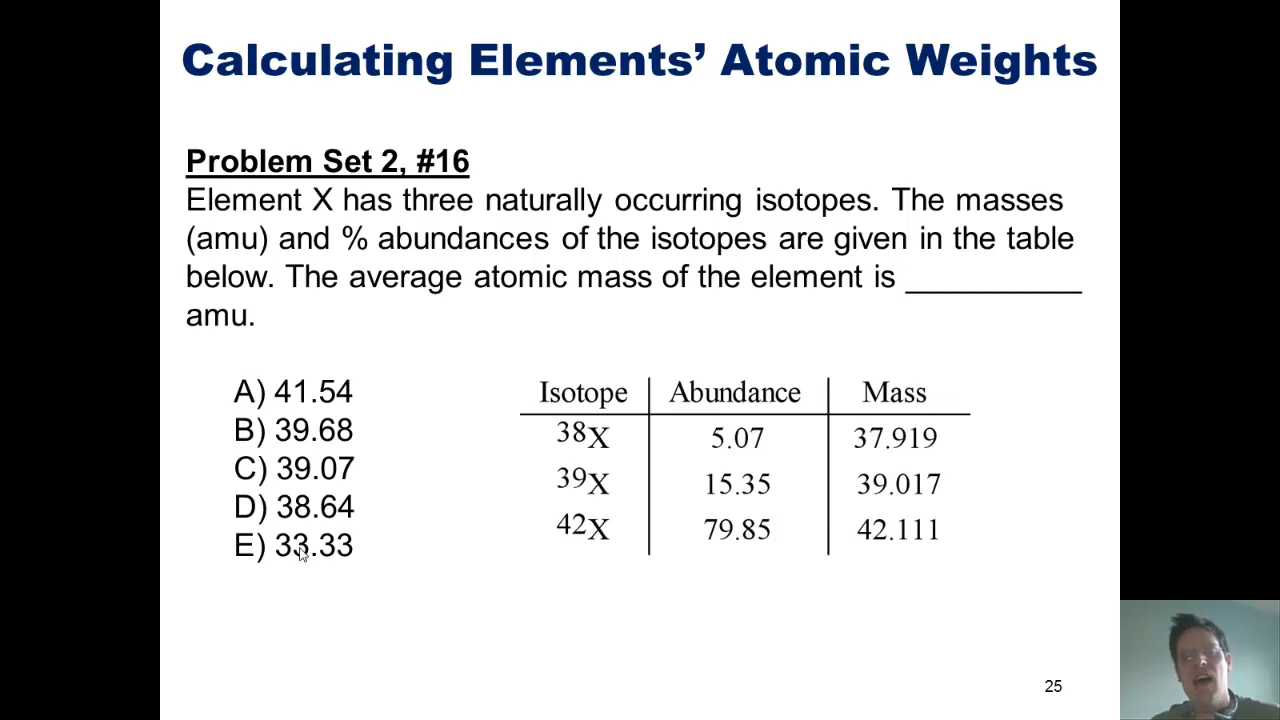 Calculating Elements’ Atomic Weights
Problem Set 2, #16
Element X has three naturally occurring isotopes. The masses
(amu) and % abundances of the isotopes are given in the table
below. The average atomic mass of the element is ___________
amu.
A) 41.54
B) 39.68
C) 39.07
D) 38.64
E) 33.33
Isotope Abundance Mass
38X 5.07 37.919
39X 15.35 39.017
42X 79.85 42.111
25